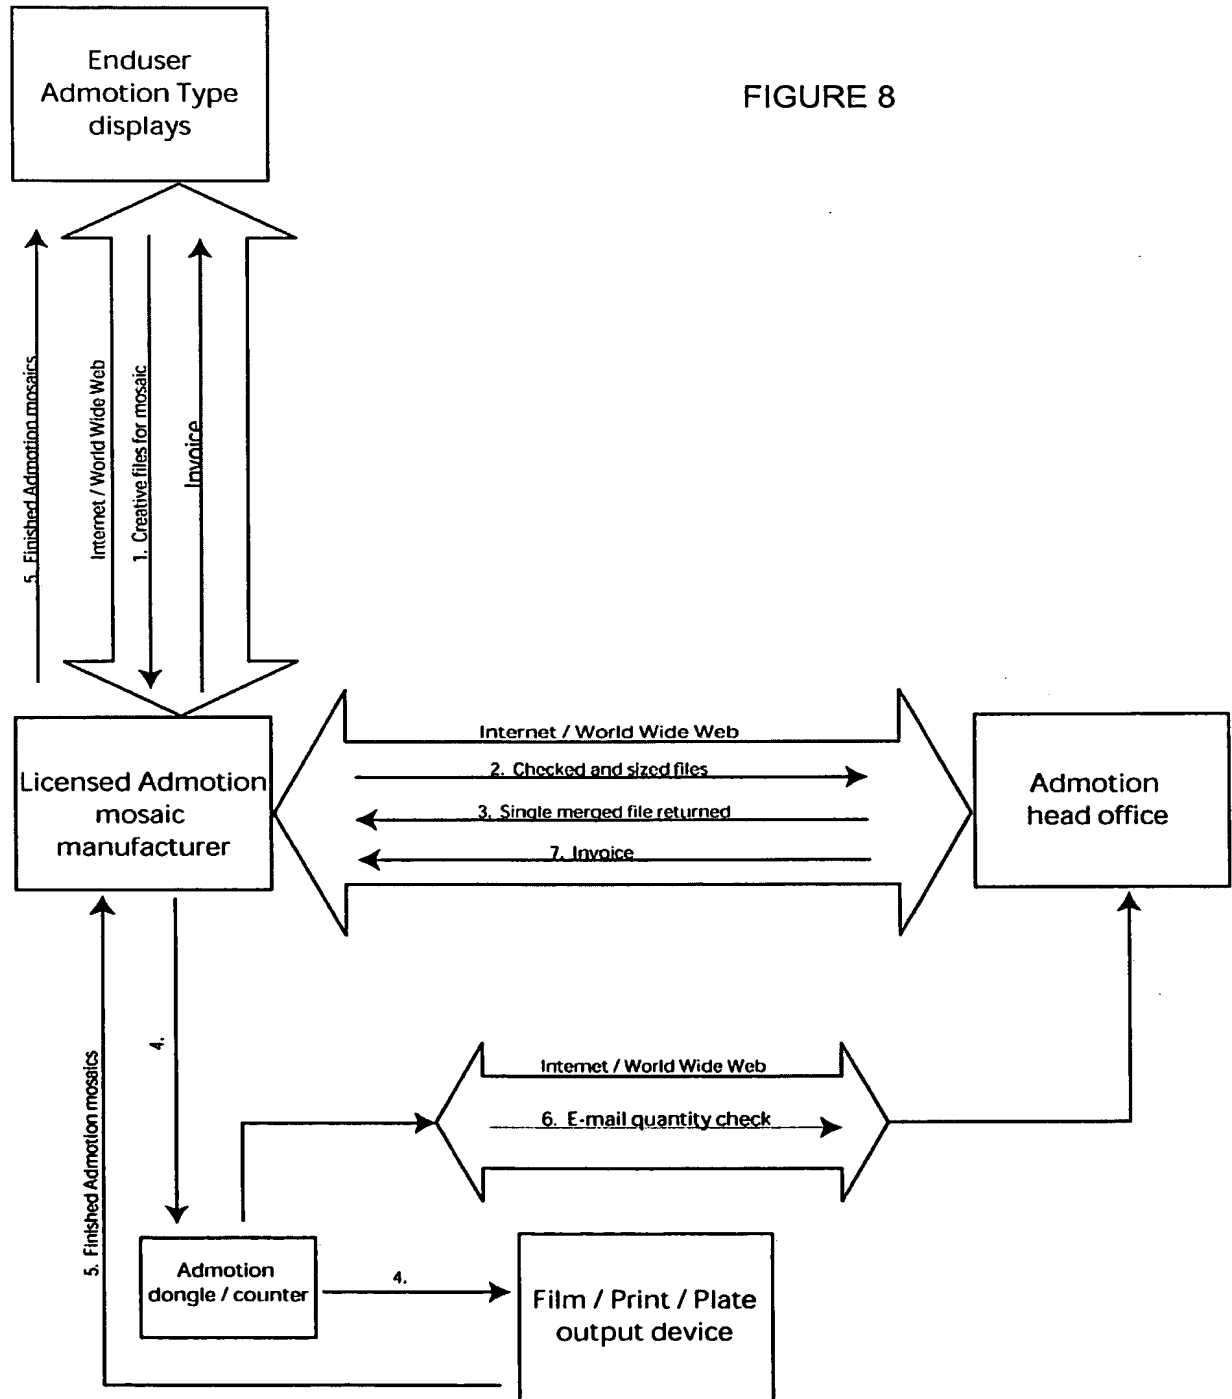 Enduser
Admotion Type
displays
FIGURE 8
5. Finished Admotion mosaics
Internet / World Wide Web
1. Creative files for mosaic
Invoice
Licensed Admotion
mosaic
manufacturer
Internet / World Wide Web
2. Checked and sized files
3. Single merged file returned
7. Invoice
Admotion
head office
4.
5. Finished Admotion mosaics
Internet / World Wide Web
6. E-mail quantity check
Admotion
dongle / counter
4.
Film / Print / Plate
output device